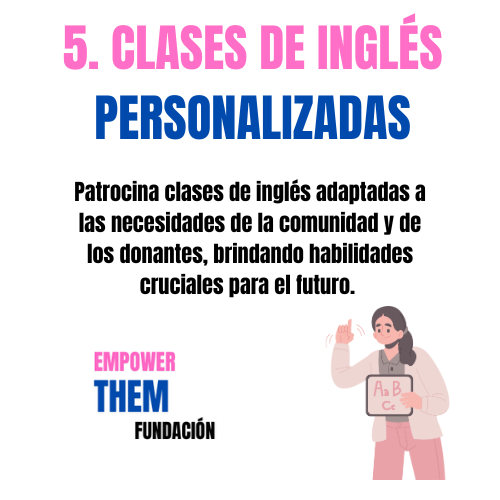 5. CLASES DE INGLÉS
PERSONALIZADAS
Patrocina clases de inglés adaptadas a
las necesidades de la comunidad y de
los donantes, brindando habilidades
cruciales para el futuro.
EMPOWER
THEM
FUNDACIÓN
Aa B
Cc